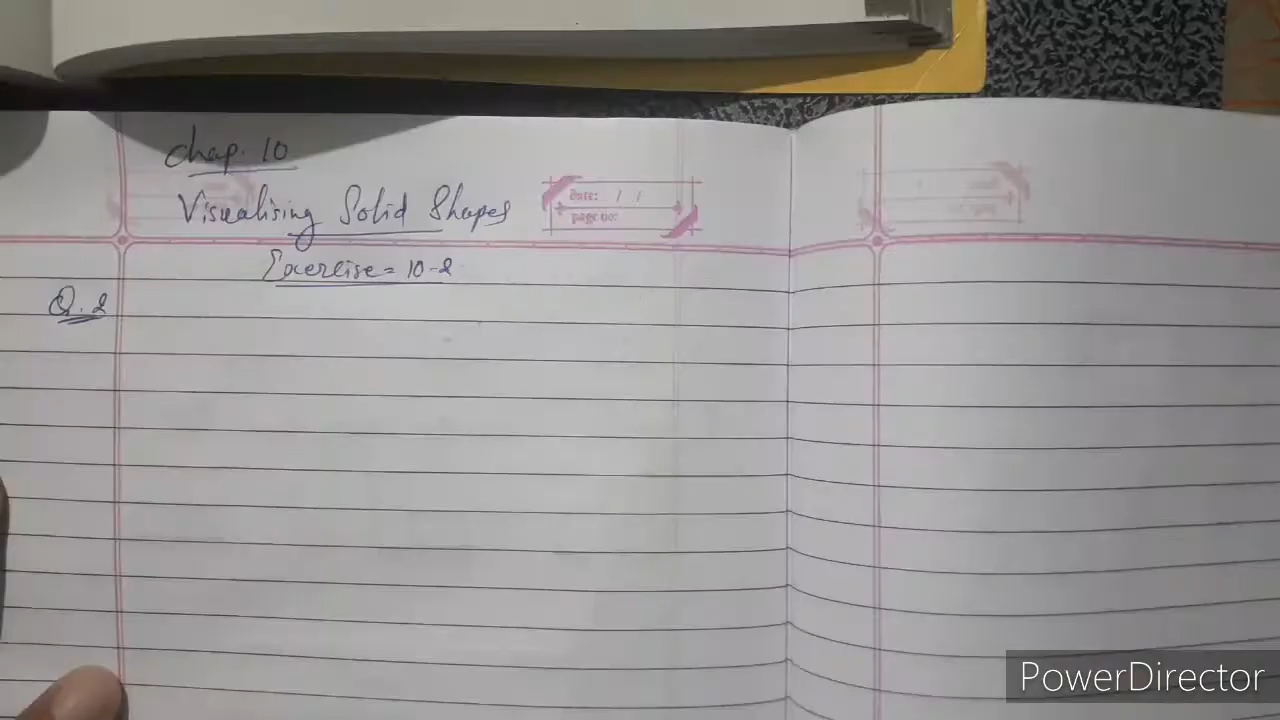 Chap. 10
Visualising Solid Shapes
Date: / /
page no:
Exercise = 10-2
Q. 2
PowerDirector